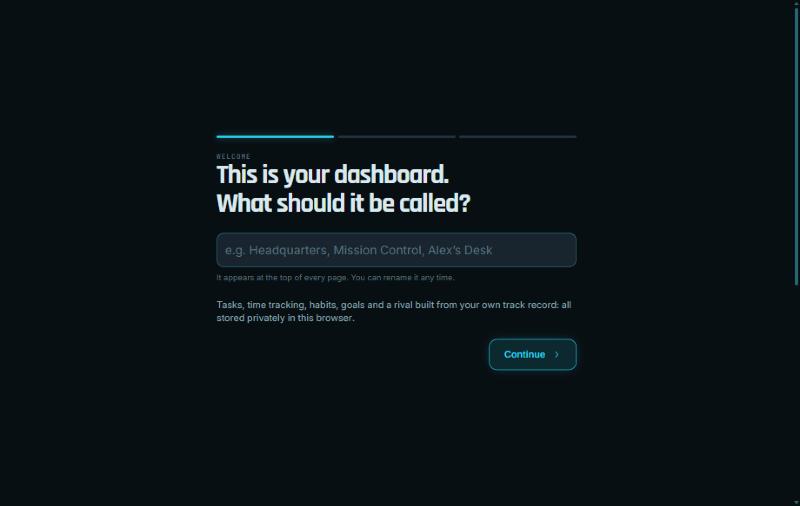 WELCOME
This is your dashboard.
What should it be called?
e.g. Headquarters, Mission Control, Alex's Desk
It appears at the top of every page. You can rename it any time.
Tasks, time tracking, habits, goals and a rival built from your own track record: all
stored privately in this browser.
Continue